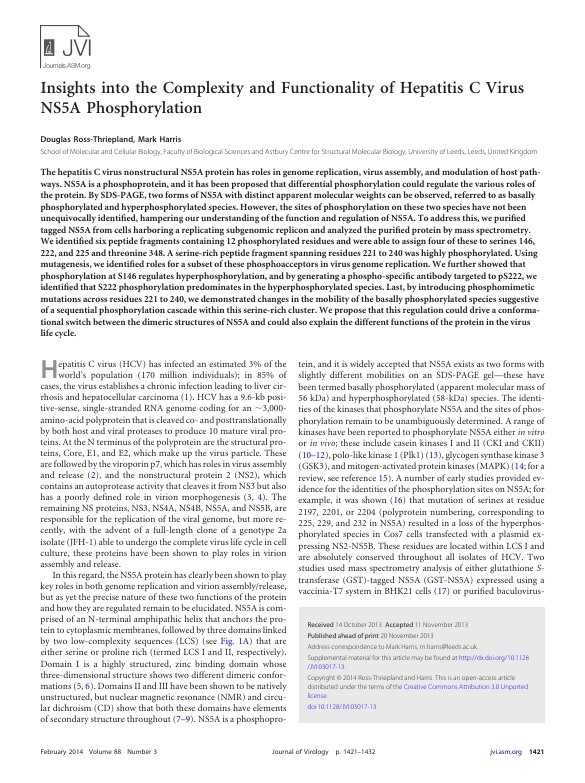 JVI
Journals.ASM.org
Insights into the Complexity and Functionality of Hepatitis C Virus
NS5A Phosphorylation
Douglas Ross-Thriepland, Mark Harris
School of Molecular and Cellular Biology, Faculty of Biological Sciences and Astbury Centre for Structural Molecular Biology, University of Leeds, Leeds, United Kingdom
The hepatitis C virus nonstructural NS5A protein has roles in genome replication, virus assembly, and modulation of host path-
ways. NS5A is a phosphoprotein, and it has been proposed that differential phosphorylation could regulate the various roles of
the protein. By SDS-PAGE, two forms of NS5A with distinct apparent molecular weights can be observed, referred to as basally
phosphorylated and hyperphosphorylated species. However, the sites of phosphorylation on these two species have not been
unequivocally identified, hampering our understanding of the function and regulation of NS5A. To address this, we purified
tagged NS5A from cells harboring a replicating subgenomic replicon and analyzed the purified protein by mass spectrometry.
We identified six peptide fragments containing 12 phosphorylated residues and were able to assign four of these to serines 146,
222, and 225 and threonine 348. A serine-rich peptide fragment spanning residues 221 to 240 was highly phosphorylated. Using
mutagenesis, we identified roles for a subset of these phosphoacceptors in virus genome replication. We further showed that
phosphorylation at S146 regulates hyperphosphorylation, and by generating a phospho-specific antibody targeted to pS222, we
identified that S222 phosphorylation predominates in the hyperphosphorylated species. Last, by introducing phosphomimetic
mutations across residues 221 to 240, we demonstrated changes in the mobility of the basally phosphorylated species suggestive
of a sequential phosphorylation cascade within this serine-rich cluster. We propose that this regulation could drive a conforma-
tional switch between the dimeric structures of NS5A and could also explain the different functions of the protein in the virus
life cycle.
Hepatitis C virus (HCV) has infected an estimated 3% of the
world's population (170 million individuals); in 85% of
cases, the virus establishes a chronic infection leading to liver cir-
rhosis and hepatocellular carcinoma (1). HCV has a 9.6-kb posi-
tive-sense, single-stranded RNA genome coding for an ~3,000-
amino-acid polyprotein that is cleaved co- and posttranslationally
by both host and viral proteases to produce 10 mature viral pro-
teins. At the N terminus of the polyprotein are the structural pro-
teins, Core, E1, and E2, which make up the virus particle. These
are followed by the viroporin p7, which has roles in virus assembly
and release (2), and the nonstructural protein 2 (NS2), which
contains an autoprotease activity that cleaves it from NS3 but also
has a poorly defined role in virion morphogenesis (3, 4). The
remaining NS proteins, NS3, NS4A, NS4B, NS5A, and NS5B, are
responsible for the replication of the viral genome, but more re-
cently, with the advent of a full-length clone of a genotype 2a
isolate (JFH-1) able to undergo the complete virus life cycle in cell
culture, these proteins have been shown to play roles in virion
assembly and release.
In this regard, the NS5A protein has clearly been shown to play
key roles in both genome replication and virion assembly/release,
but as yet the precise nature of these two functions of the protein
and how they are regulated remain to be elucidated. NS5A is com-
prised of an N-terminal amphipathic helix that anchors the pro-
tein to cytoplasmic membranes, followed by three domains linked
by two low-complexity sequences (LCS) (see Fig. 1A) that are
either serine or proline rich (termed LCS I and II, respectively).
Domain I is a highly structured, zinc binding domain whose
three-dimensional structure shows two different dimeric confor-
mations (5, 6). Domains II and III have been shown to be natively
unstructured, but nuclear magnetic resonance (NMR) and circu-
lar dichroism (CD) show that both these domains have elements
of secondary structure throughout (7–9). NS5A is a phosphopro-
tein, and it is widely accepted that NS5A exists as two forms with
slightly different mobilities on an SDS-PAGE gel—these have
been termed basally phosphorylated (apparent molecular mass of
56 kDa) and hyperphosphorylated (58-kDa) species. The identi-
ties of the kinases that phosphorylate NS5A and the sites of phos-
phorylation remain to be unambiguously determined. A range of
kinases have been reported to phosphorylate NS5A either in vitro
or in vivo; these include casein kinases I and II (CKI and CKII)
(10–12), polo-like kinase 1 (Plk1) (13), glycogen synthase kinase 3
(GSK3), and mitogen-activated protein kinases (MAPK) (14; for a
review, see reference 15). A number of early studies provided ev-
idence for the identities of the phosphorylation sites on NS5A; for
example, it was shown (16) that mutation of serines at residue
2197, 2201, or 2204 (polyprotein numbering, corresponding to
225, 229, and 232 in NS5A) resulted in a loss of the hyperphos-
phorylated species in Cos7 cells transfected with a plasmid ex-
pressing NS2-NS5B. These residues are located within LCS I and
are absolutely conserved throughout all isolates of HCV. Two
studies used mass spectrometry analysis of either glutathione S-
transferase (GST)-tagged NS5A (GST-NS5A) expressed using a
vaccinia-T7 system in BHK21 cells (17) or purified baculovirus-
Received 14 October 2013 Accepted 11 November 2013
Published ahead of print 20 November 2013
Address correspondence to Mark Harris, m.harris@leeds.ac.uk.
Supplemental material for this article may be found at http://dx.doi.org/10.1128
/JVI.03017-13.
Copyright © 2014 Ross-Thriepland and Harris. This is an open-access article
distributed under the terms of the Creative Commons Attribution 3.0 Unported
license.
doi:10.1128/JVI.03017-13
February 2014 Volume 88 Number 3
Journal of Virology p. 1421–1432
jvi.asm.org 1421